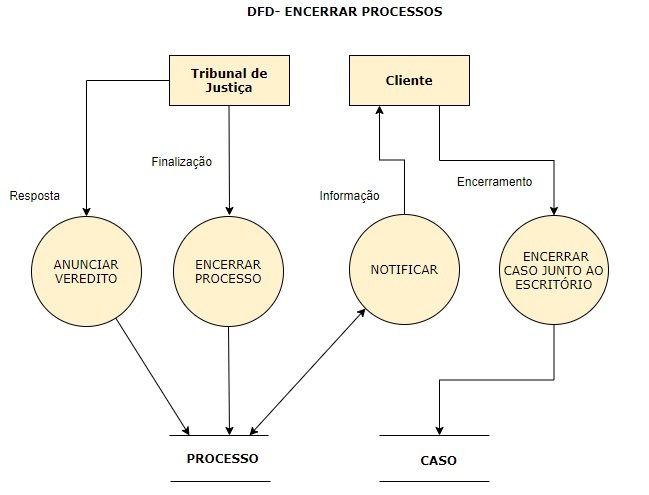 DFD- ENCERRAR PROCESSOS
Tribunal de
Justiça
Cliente
Finalização
Resposta
Informação
Encerramento
ANUNCIAR
VEREDITO
ENCERRAR
PROCESSO
NOTIFICAR
ENCERRAR
CASO JUNTO AO
ESCRITÓRIO
PROCESSO
CASO